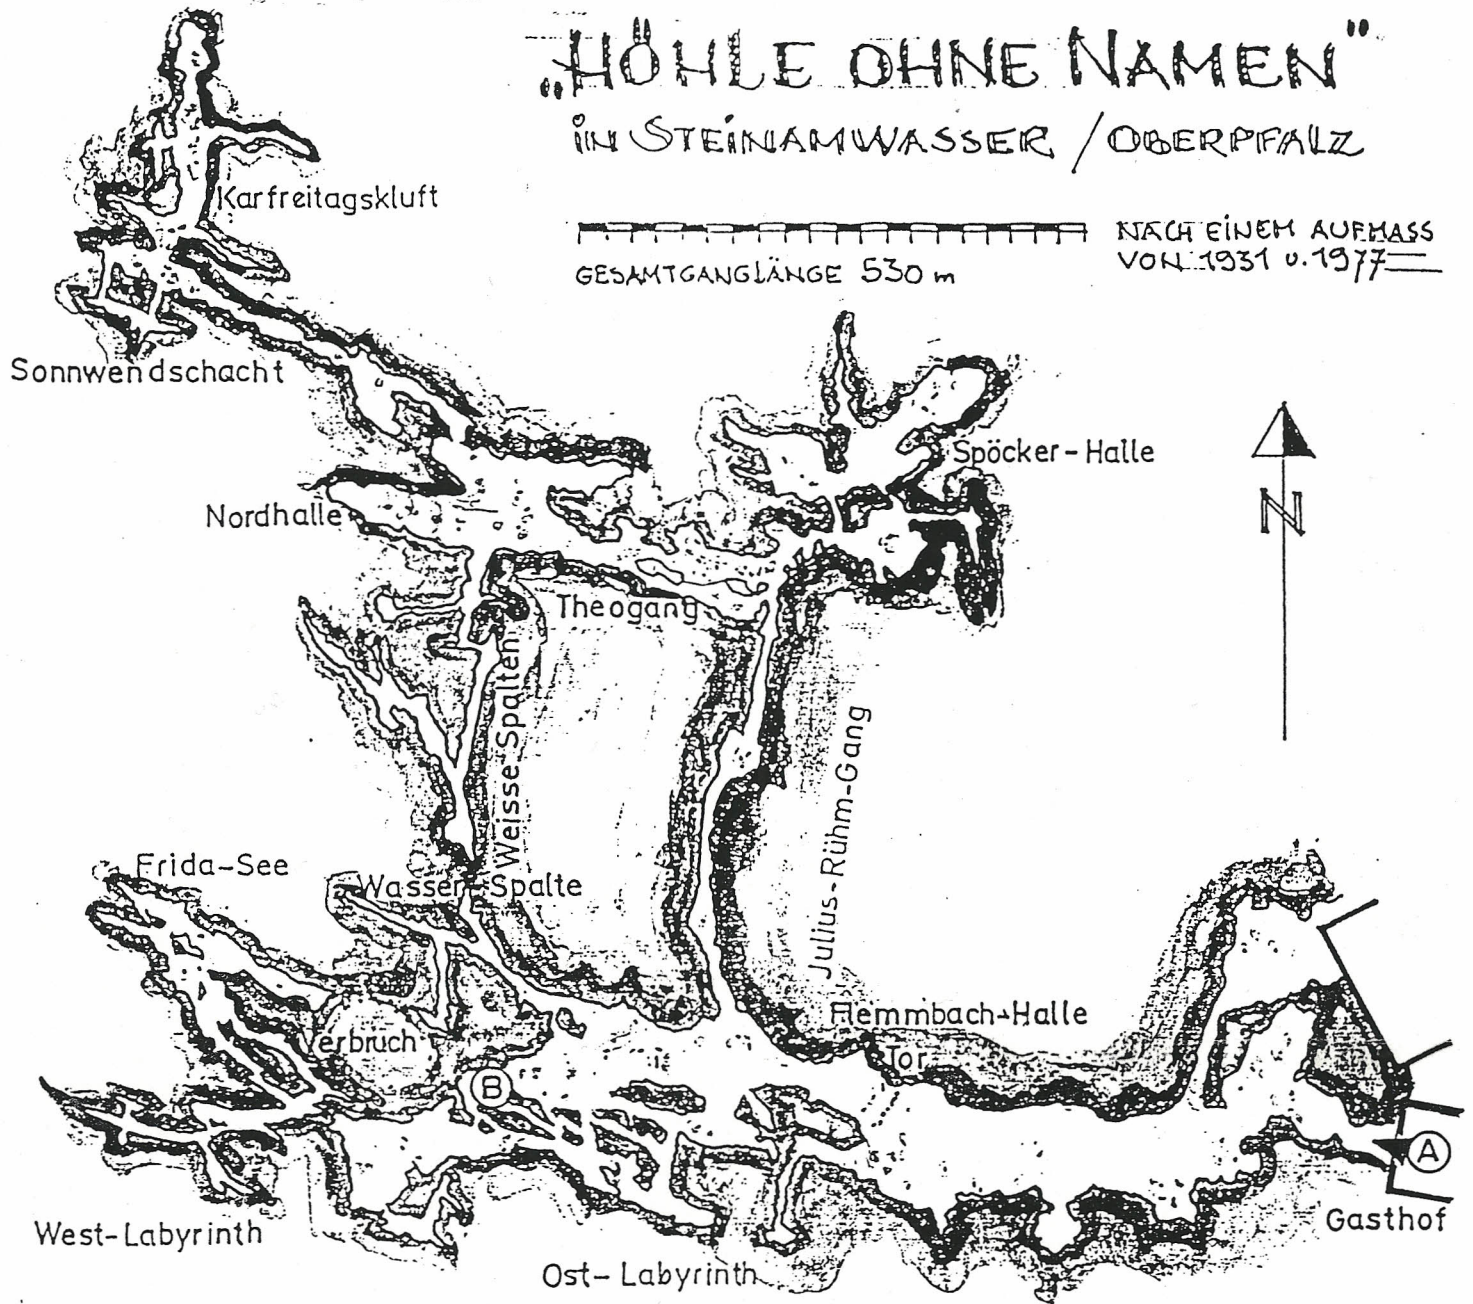 „HÖHLE OHNE NAMEN"
IN STEINAMWASSER / OBERPFALZ
NACH EINEM AUFMASS
VON 1931 U. 1977
GESAMTGANGLÄNGE 530 m
Karfreitagskluft
Sonnwendschacht
Spöcker-Halle
Nordhalle
N
Theogang
Weisse Spalten
Julius-Rühm-Gang
Frida-See
Wasser-Spalte
Hemmbach-Halle
Verbruch
Tor
B
A
Gasthof
West-Labyrinth
Ost-Labyrinth